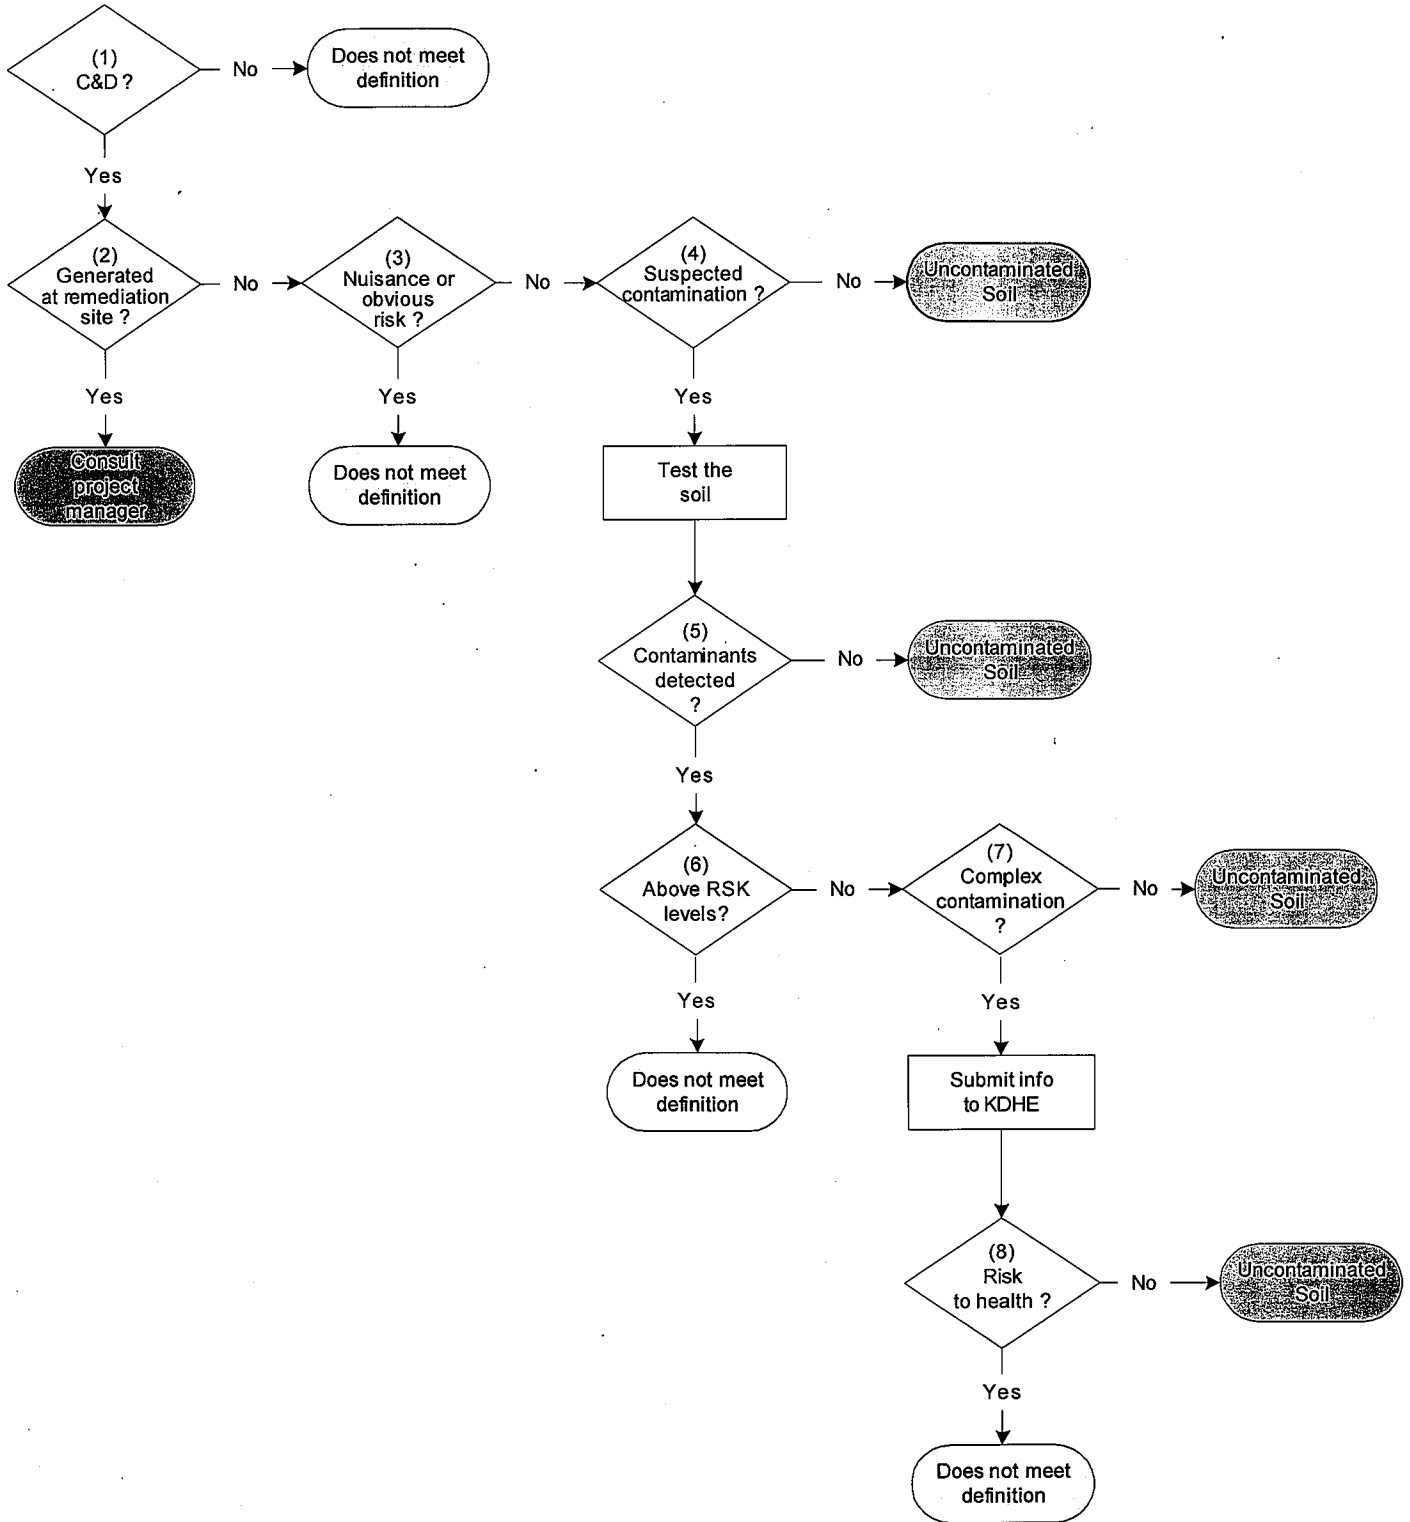 (1)
C&D ?
No
Does not meet
definition
Yes
(2)
Generated
at remediation
site ?
No
(3)
Nuisance or
obvious
risk ?
No
(4)
Suspected
contamination ?
No
Uncontaminated
Soil
Yes
Yes
Yes
Consult
project
manager
Does not meet
definition
Test the
soil
(5)
Contaminants
detected
?
No
Uncontaminated
Soil
Yes
(6)
Above RSK
levels?
No
(7)
Complex
contamination
?
No
Uncontaminated
Soil
Yes
Yes
Does not meet
definition
Submit info
to KDHE
(8)
Risk
to health ?
No
Uncontaminated
Soil
Yes
Does not meet
definition